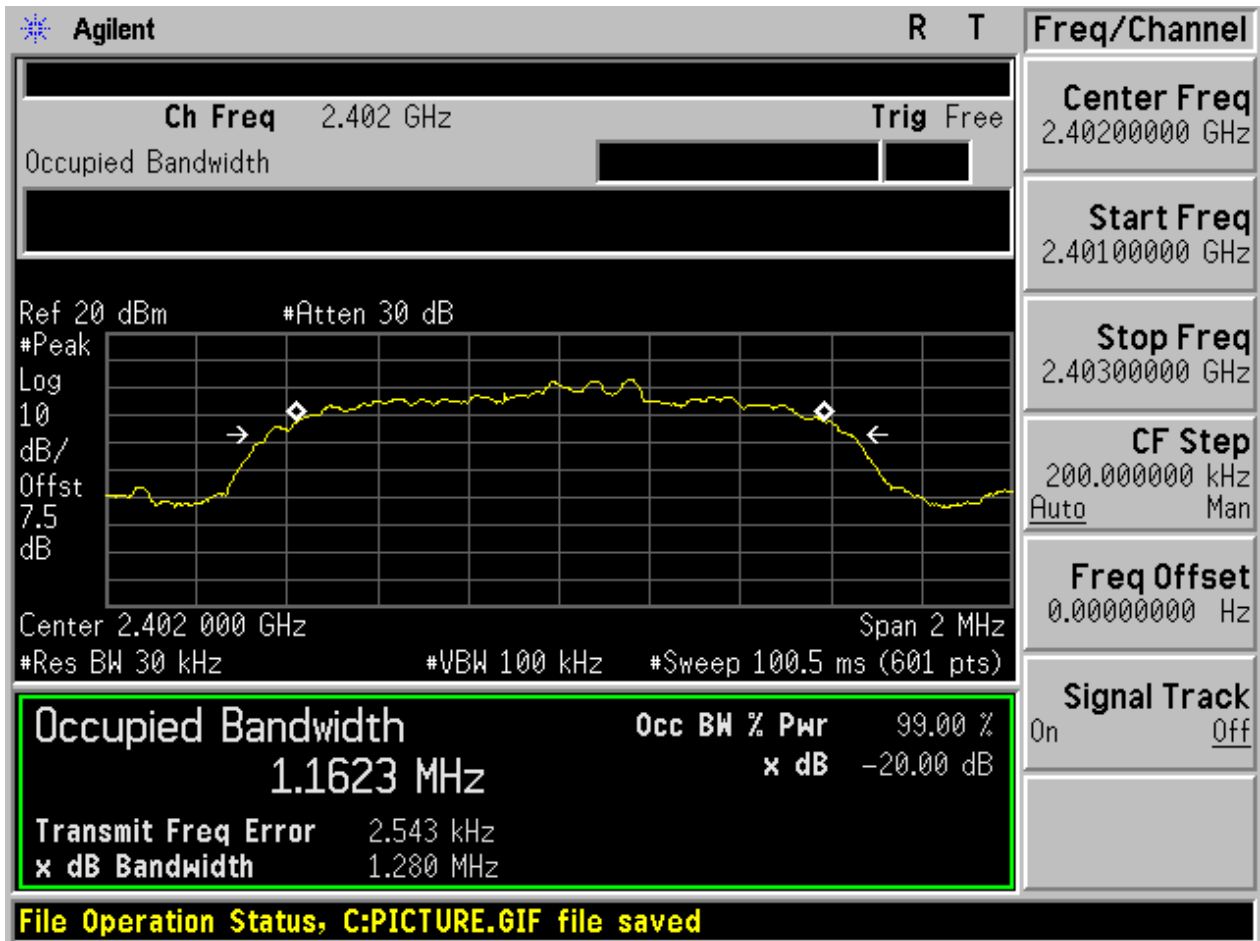 Agilent
R T
Freq/Channel
Ch Freq 2.402 GHz
Trig Free
Occupied Bandwidth
Center Freq
2.40200000 GHz
Start Freq
2.40100000 GHz
Stop Freq
2.40300000 GHz
CF Step
200.000000 kHz
Auto Man
Freq Offset
0.00000000 Hz
Signal Track
On Off
Ref 20 dBm #Atten 30 dB
#Peak
Log
10
dB/
Offst
7.5
dB
Center 2.402 000 GHz Span 2 MHz
#Res BW 30 kHz #VBW 100 kHz #Sweep 100.5 ms (601 pts)
Occupied Bandwidth
1.1623 MHz
Occ BW % Pwr 99.00 %
x dB -20.00 dB
Transmit Freq Error 2.543 kHz
x dB Bandwidth 1.280 MHz
File Operation Status, C:PICTURE.GIF file saved